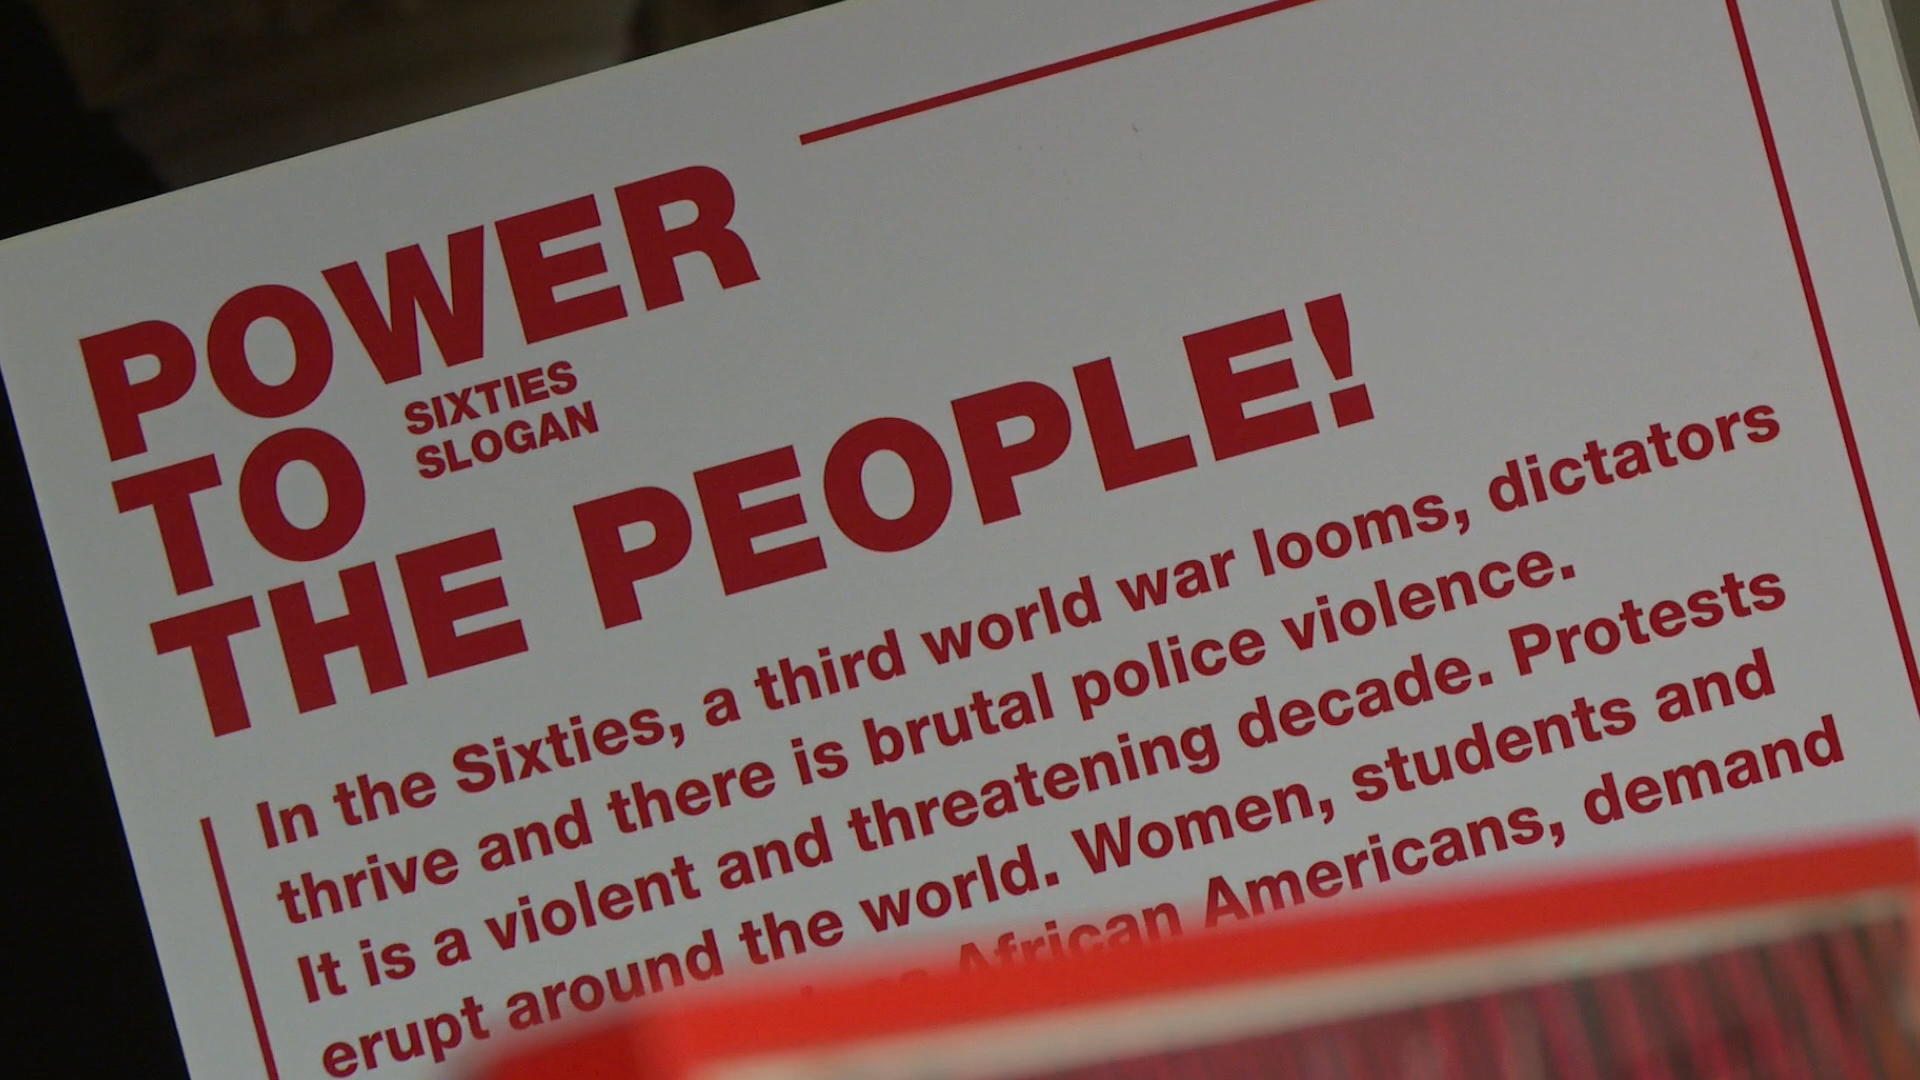 POWER
TO
SIXTIES
SLOGAN
THE PEOPLE!
In the Sixties, a third world war looms, dictators
thrive and there is brutal police violence.
It is a violent and threatening decade. Protests
erupt around the world. Women, students and
African Americans, demand